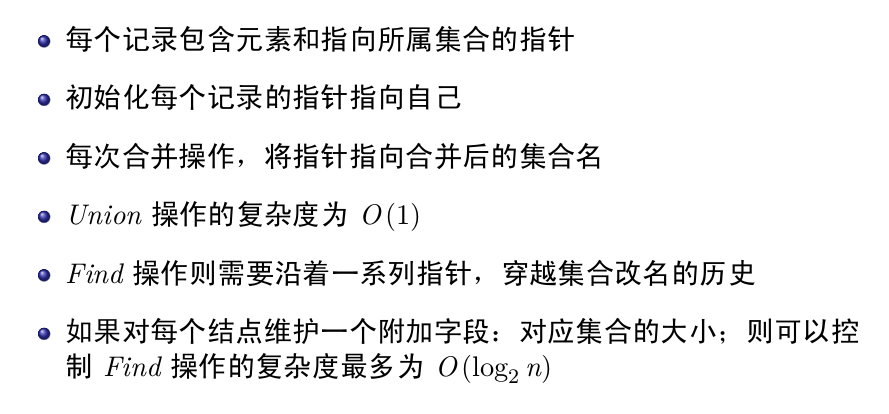 每个记录包含元素和指向所属集合的指针
初始化每个记录的指针指向自己
每次合并操作，将指针指向合并后的集合名
Union 操作的复杂度为 O(1)
Find 操作则需要沿着一系列指针，穿越集合改名的历史
如果对每个结点维护一个附加字段：对应集合的大小；则可以控
制 Find 操作的复杂度最多为 O(log₂ n)